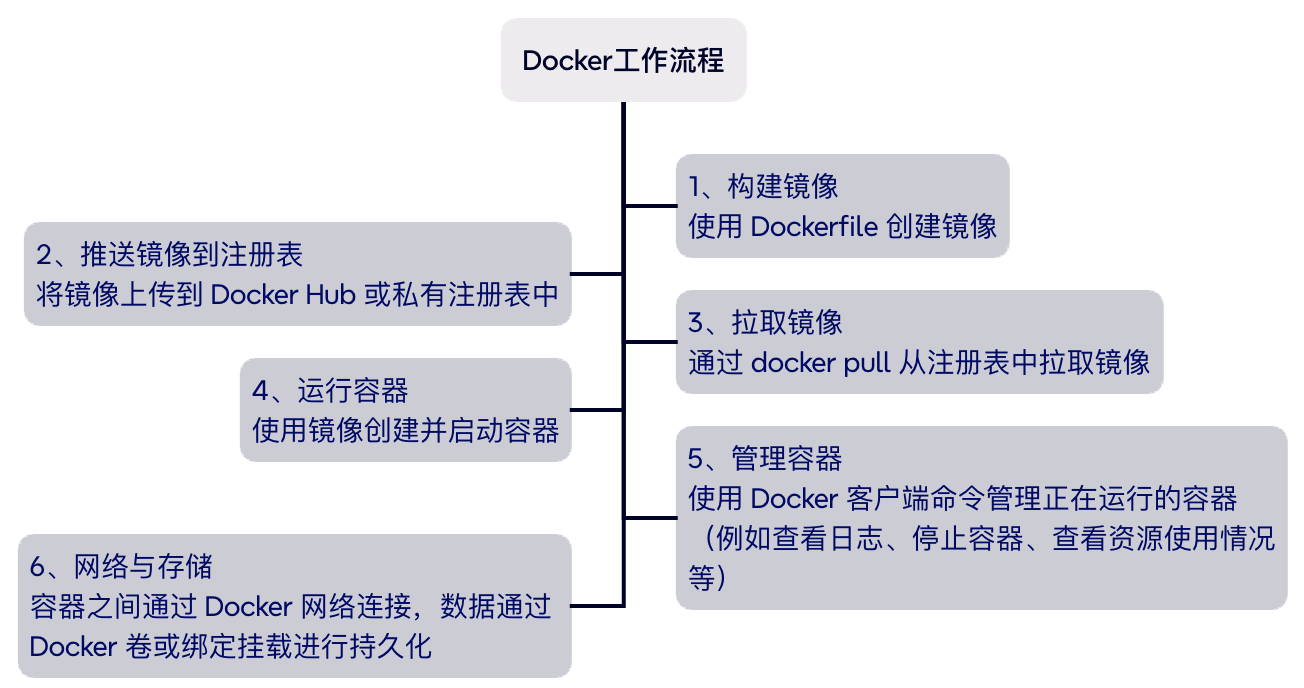 Docker工作流程
1、构建镜像
使用 Dockerfile 创建镜像
2、推送镜像到注册表
将镜像上传到 Docker Hub 或私有注册表中
3、拉取镜像
通过 docker pull 从注册表中拉取镜像
4、运行容器
使用镜像创建并启动容器
5、管理容器
使用 Docker 客户端命令管理正在运行的容器
（例如查看日志、停止容器、查看资源使用情况
等）
6、网络与存储
容器之间通过 Docker 网络连接，数据通过
Docker 卷或绑定挂载进行持久化